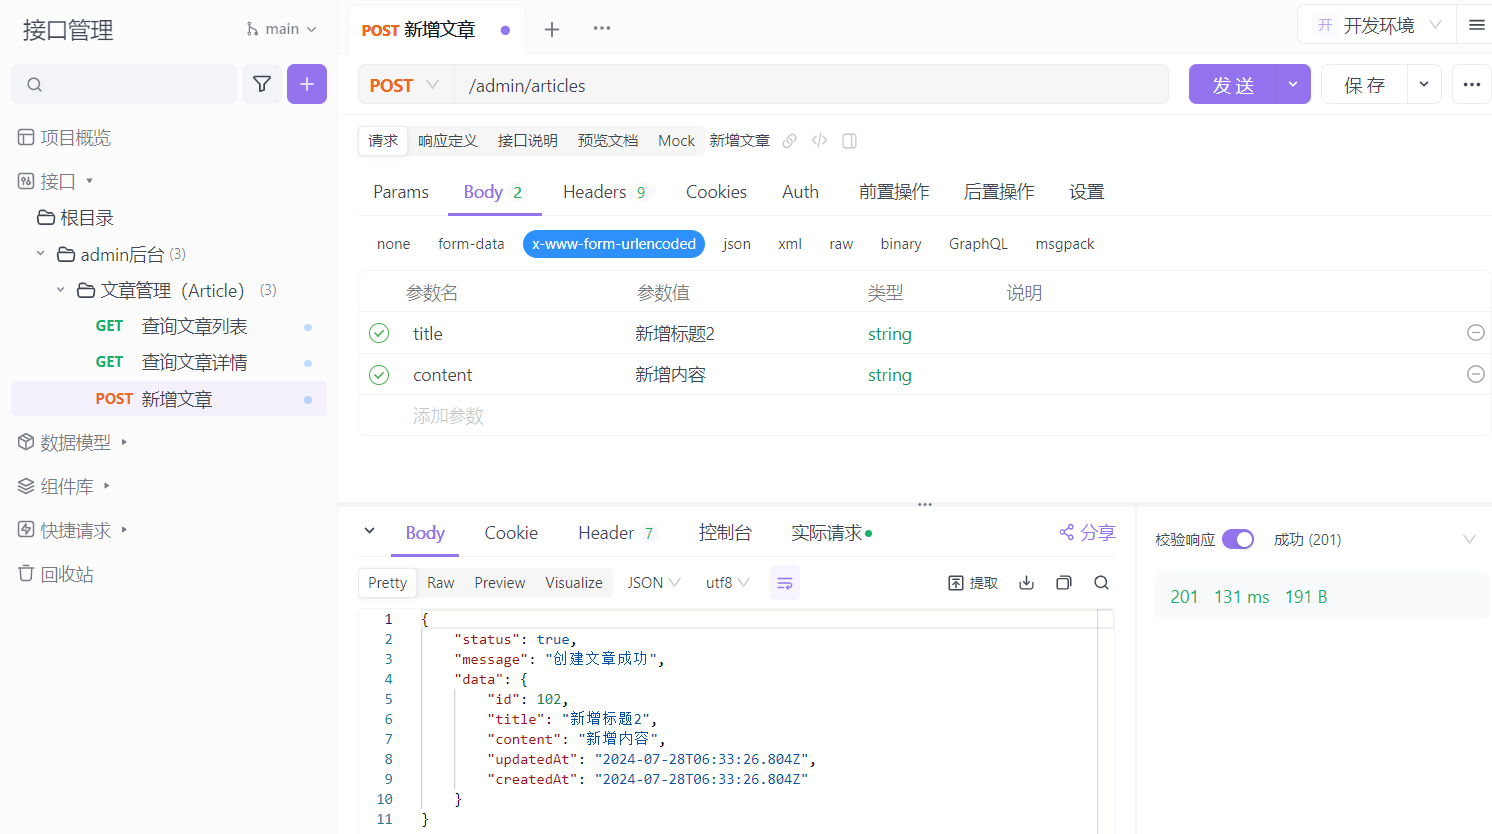 接口管理
main
POST 新增文章
开 开发环境
POST
/admin/articles
发 送
保 存
项目概览
接口
根目录
admin后台 (3)
文章管理（Article） (3)
GET 查询文章列表
GET 查询文章详情
POST 新增文章
数据模型
组件库
快捷请求
回收站
请求 响应定义 接口说明 预览文档 Mock 新增文章
Params Body 2 Headers 9 Cookies Auth 前置操作 后置操作 设置
none form-data x-www-form-urlencoded json xml raw binary GraphQL msgpack
参数名 参数值 类型 说明
title 新增标题2 string
content 新增内容 string
添加参数
Body Cookie Header 7 控制台 实际请求 分享
Pretty Raw Preview Visualize JSON utf8 提取
1 {
2 "status": true,
3 "message": "创建文章成功",
4 "data": {
5 "id": 102,
6 "title": "新增标题2",
7 "content": "新增内容",
8 "updatedAt": "2024-07-28T06:33:26.804Z",
9 "createdAt": "2024-07-28T06:33:26.804Z"
10 }
11 }
校验响应 成功 (201)
201 131 ms 191 B